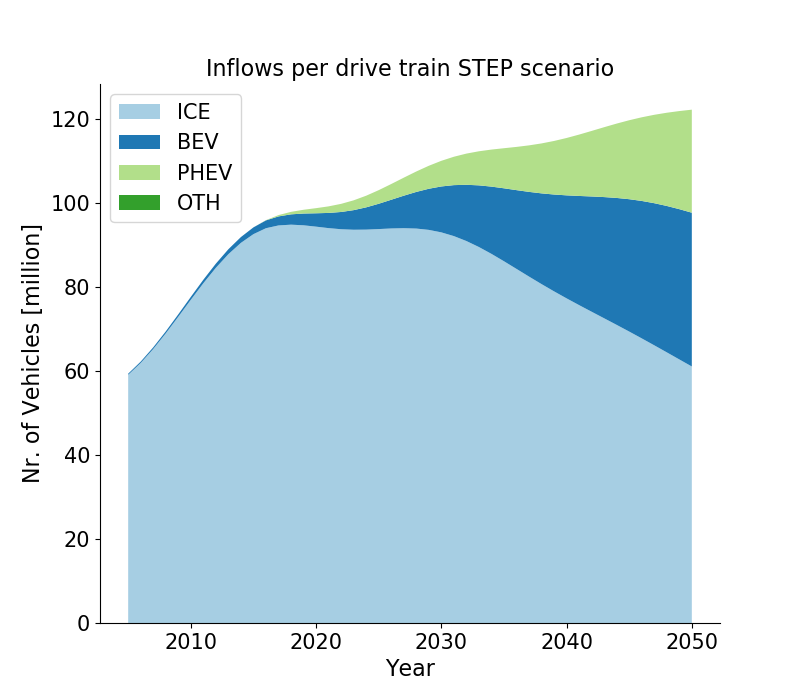 Inflows per drive train STEP scenario
ICE
BEV
PHEV
OTH
Nr. of Vehicles [million]
120
100
80
60
40
20
0
2010 2020 2030 2040 2050
Year